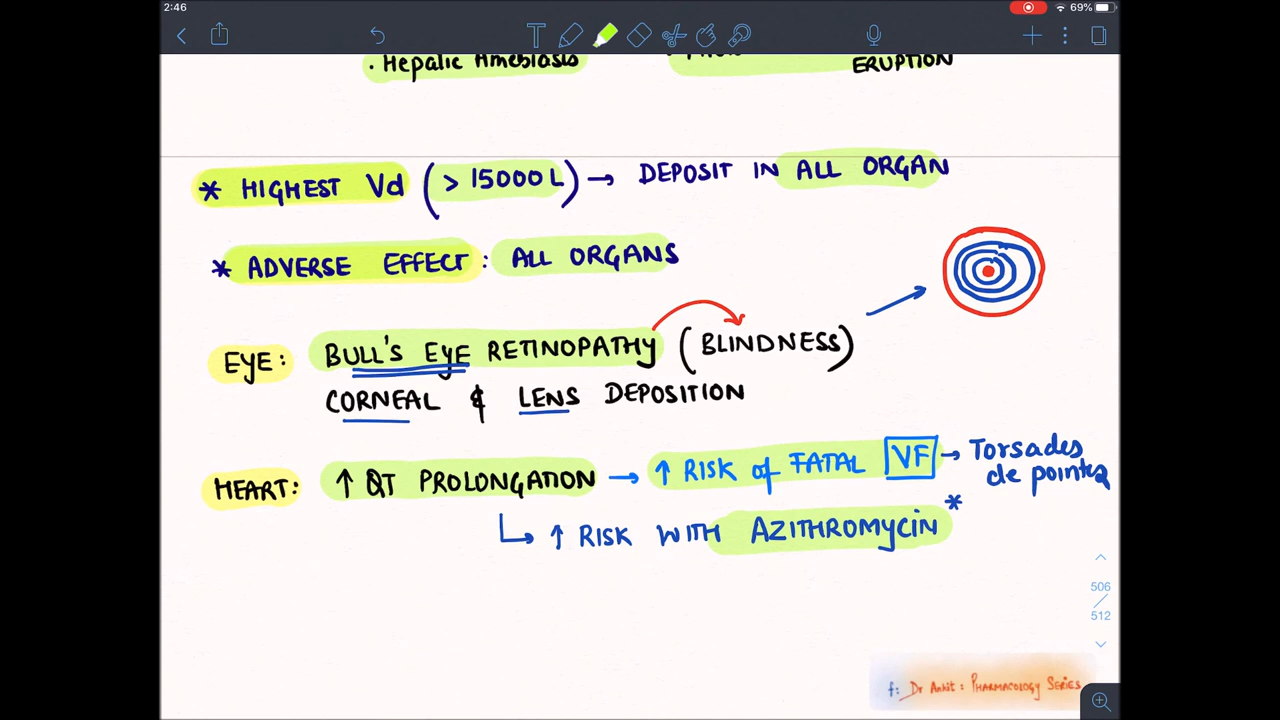 2:46
69%
. Hepatic Amebiasis
ERUPTION
* HIGHEST Vd ( > 15000 L ) → DEPOSIT IN ALL ORGAN
* ADVERSE EFFECT : ALL ORGANS
EYE: BULL'S EYE RETINOPATHY (BLINDNESS)
CORNEAL & LENS DEPOSITION
HEART: ↑ QT PROLONGATION → ↑ RISK OF FATAL VF → Torsades de pointes
↳ ↑ RISK WITH AZITHROMYCIN *
506
/
512
f: Dr Ankit : PHARMACOLOGY SERIES